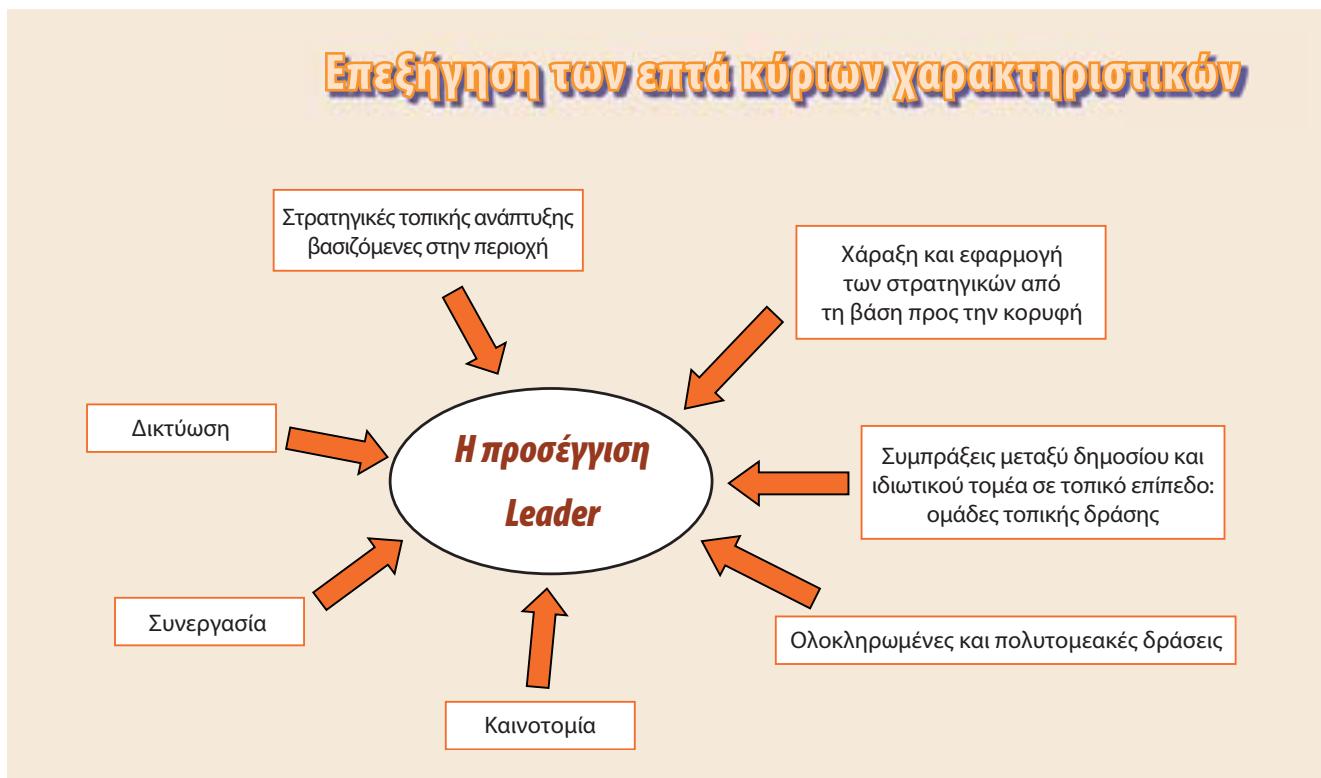 Επεξήγηση των επτά κύριων χαρακτηριστικών
Στρατηγικές τοπικής ανάπτυξης
βασιζόμενες στην περιοχή
Χάραξη και εφαρμογή
των στρατηγικών από
τη βάση προς την κορυφή
Δικτύωση
Η προσέγγιση
Leader
Συμπράξεις μεταξύ δημοσίου και
ιδιωτικού τομέα σε τοπικό επίπεδο:
ομάδες τοπικής δράσης
Συνεργασία
Ολοκληρωμένες και πολυτομεακές δράσεις
Καινοτομία